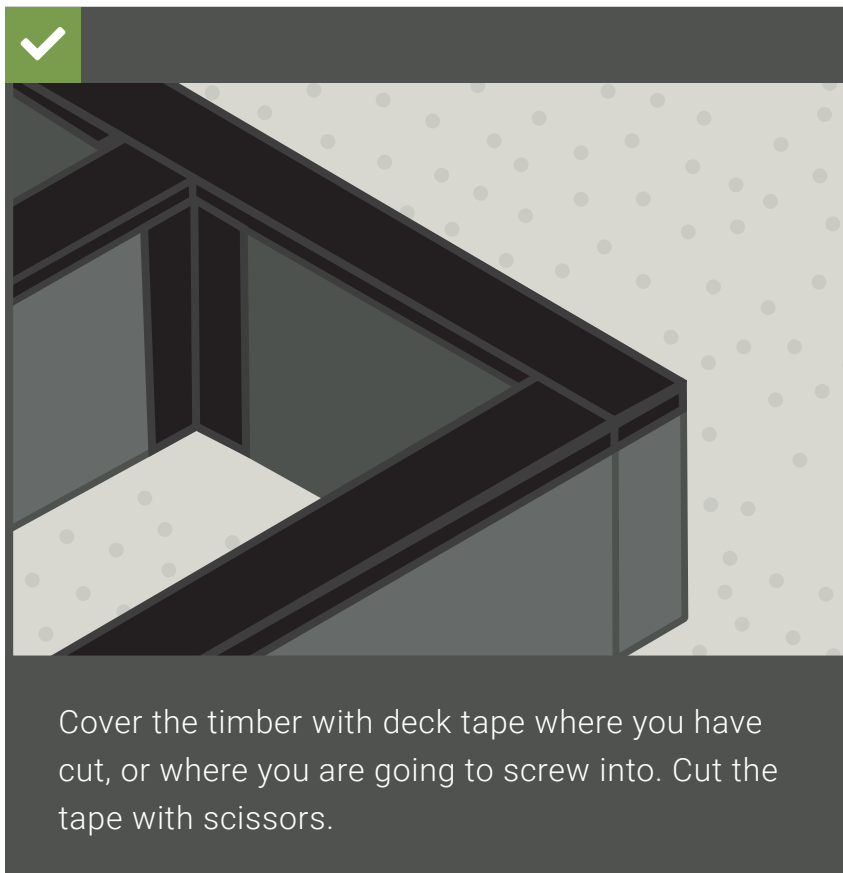 Cover the timber with deck tape where you have
cut, or where you are going to screw into. Cut the
tape with scissors.